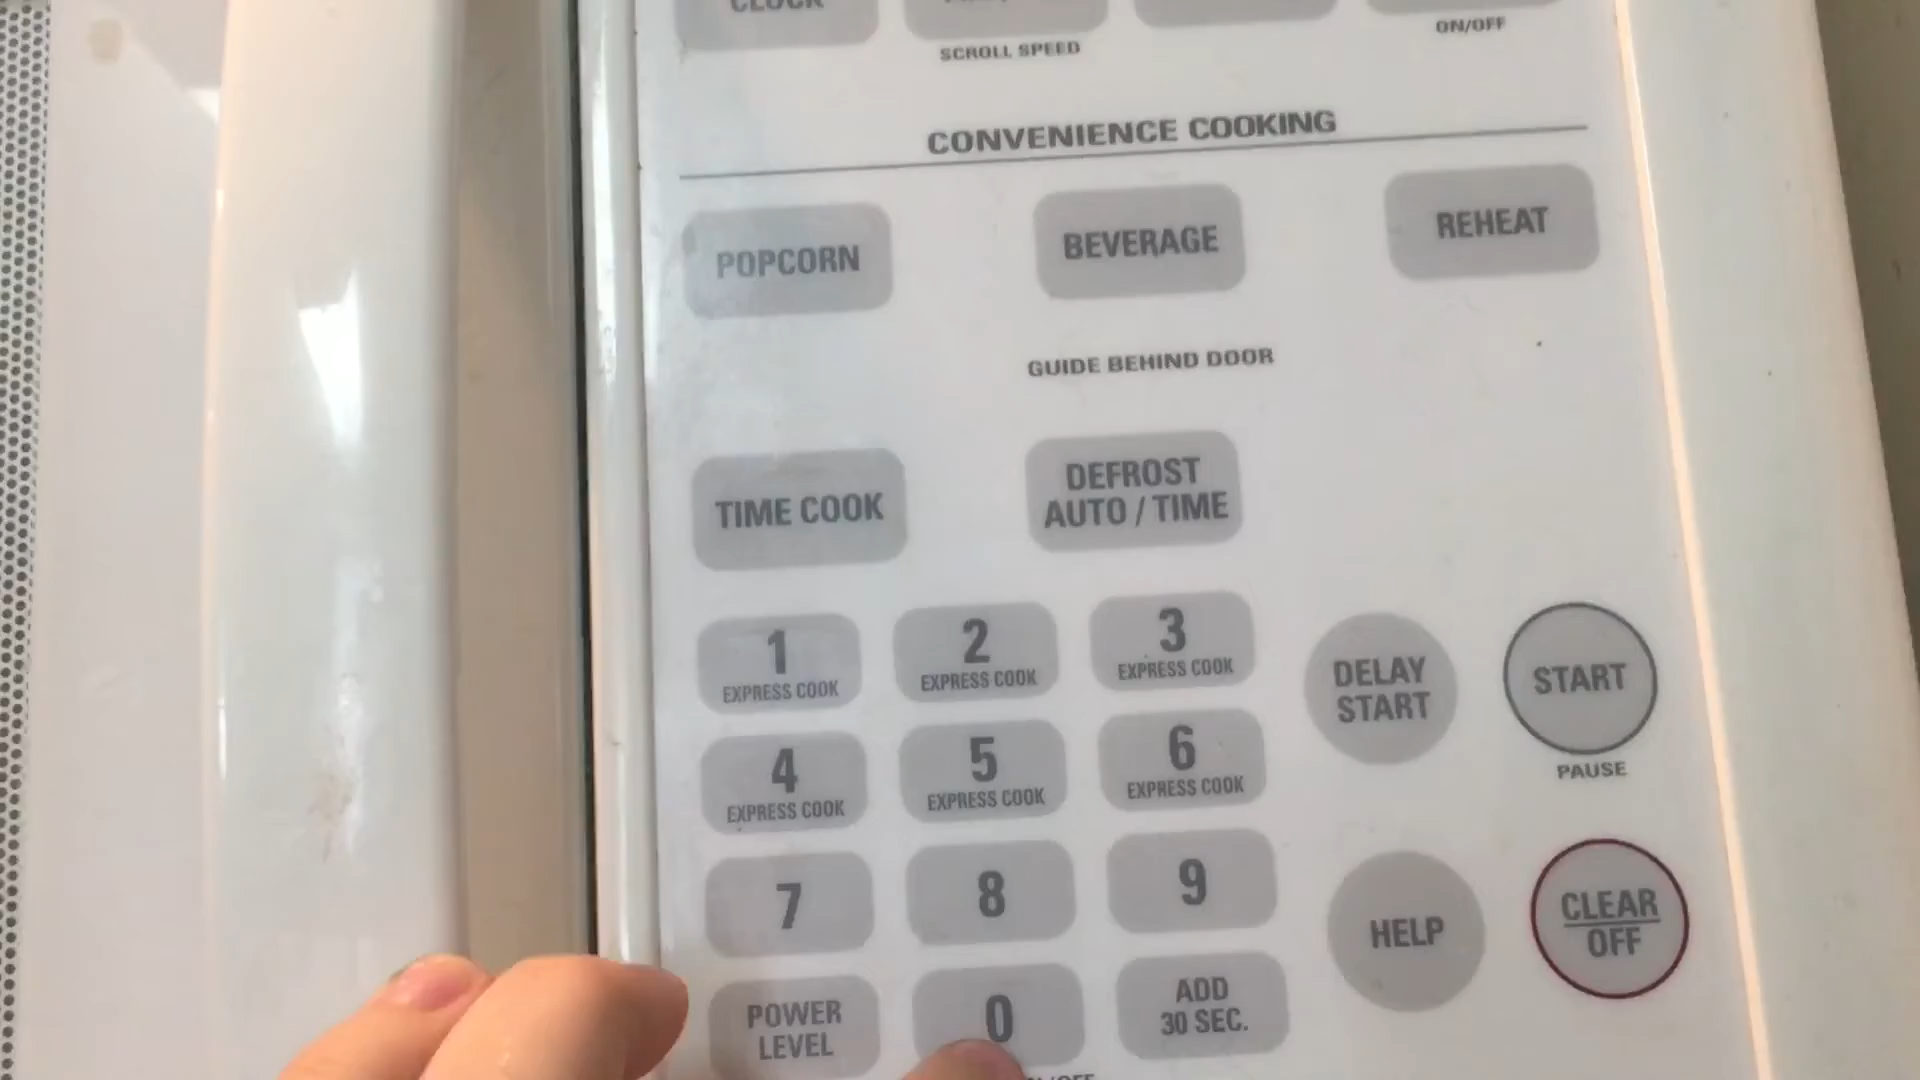 CLOCK
SCROLL SPEED
ON/OFF
CONVENIENCE COOKING
POPCORN
BEVERAGE
REHEAT
GUIDE BEHIND DOOR
TIME COOK
DEFROST
AUTO / TIME
1
EXPRESS COOK
2
EXPRESS COOK
3
EXPRESS COOK
DELAY
START
START
PAUSE
4
EXPRESS COOK
5
EXPRESS COOK
6
EXPRESS COOK
7
8
9
HELP
CLEAR
OFF
POWER
LEVEL
0
ADD
30 SEC.